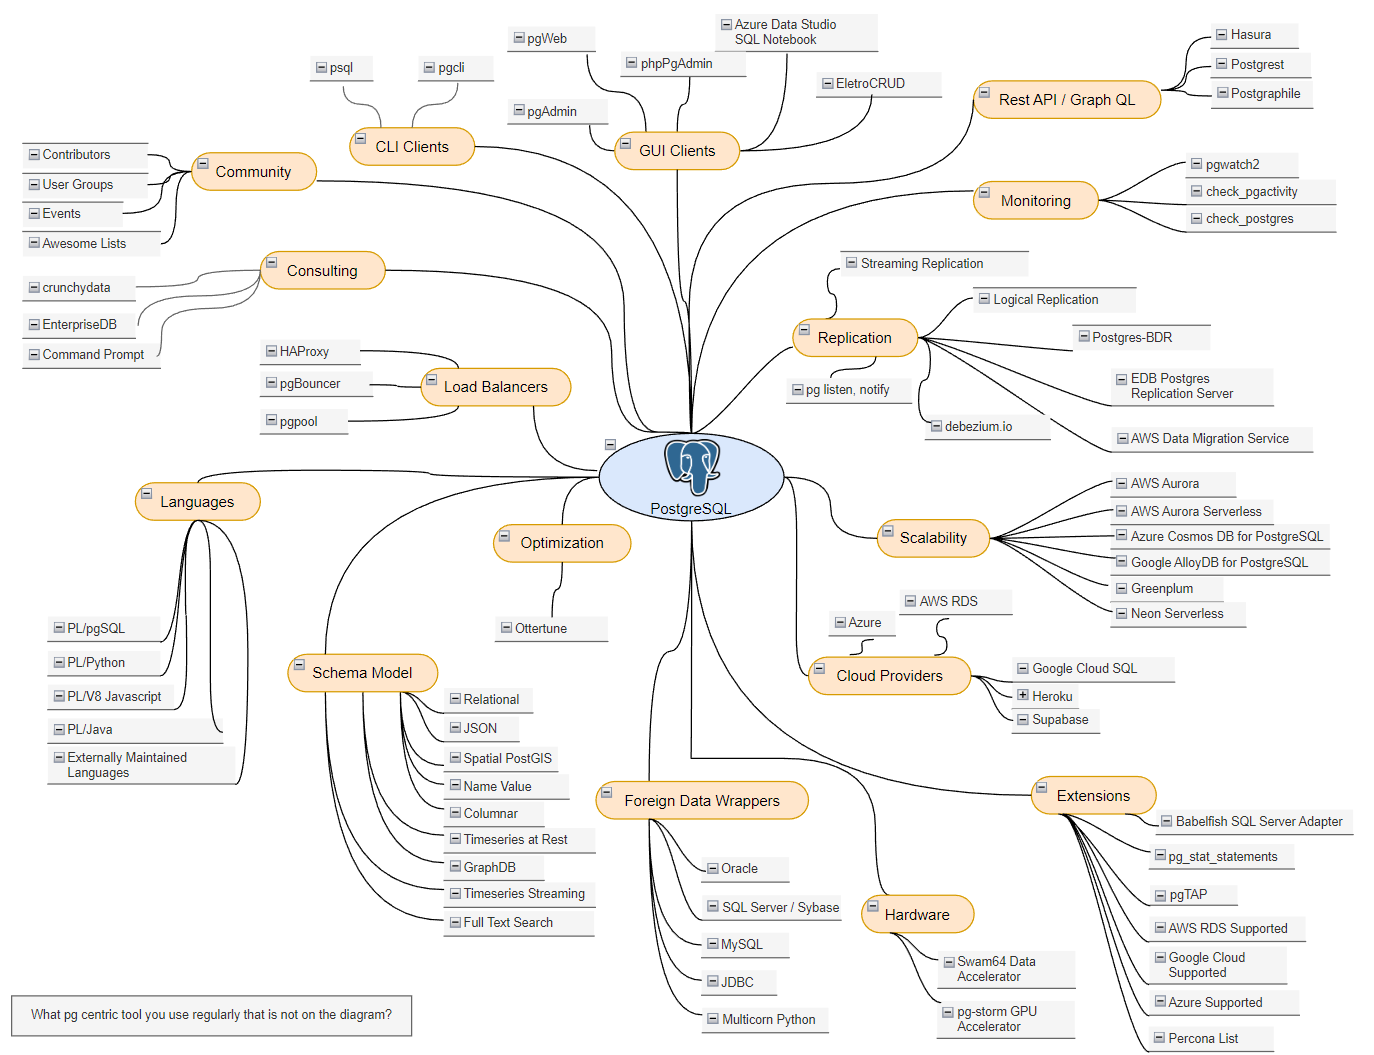 Azure Data Studio
SQL Notebook
pgWeb
phpPgAdmin
EletroCRUD
pgAdmin
GUI Clients
psql
pgcli
CLI Clients
Hasura
Postgrest
Postgraphile
Rest API / Graph QL
Contributors
User Groups
Events
Awesome Lists
Community
pgwatch2
check_pgactivity
check_postgres
Monitoring
crunchydata
EnterpriseDB
Command Prompt
Consulting
Streaming Replication
Logical Replication
Postgres-BDR
EDB Postgres
Replication Server
AWS Data Migration Service
debezium.io
pg listen, notify
Replication
HAProxy
pgBouncer
pgpool
Load Balancers
PostgreSQL
Languages
PL/pgSQL
PL/Python
PL/V8 Javascript
PL/Java
Externally Maintained
Languages
Optimization
Ottertune
Scalability
AWS Aurora
AWS Aurora Serverless
Azure Cosmos DB for PostgreSQL
Google AlloyDB for PostgreSQL
Greenplum
Neon Serverless
Schema Model
Relational
JSON
Spatial PostGIS
Name Value
Columnar
Timeseries at Rest
GraphDB
Timeseries Streaming
Full Text Search
Azure
AWS RDS
Cloud Providers
Google Cloud SQL
Heroku
Supabase
Foreign Data Wrappers
Oracle
SQL Server / Sybase
MySQL
JDBC
Multicorn Python
Hardware
Swam64 Data
Accelerator
pg-storm GPU
Accelerator
Extensions
Babelfish SQL Server Adapter
pg_stat_statements
pgTAP
AWS RDS Supported
Google Cloud
Supported
Azure Supported
Percona List
What pg centric tool you use regularly that is not on the diagram?